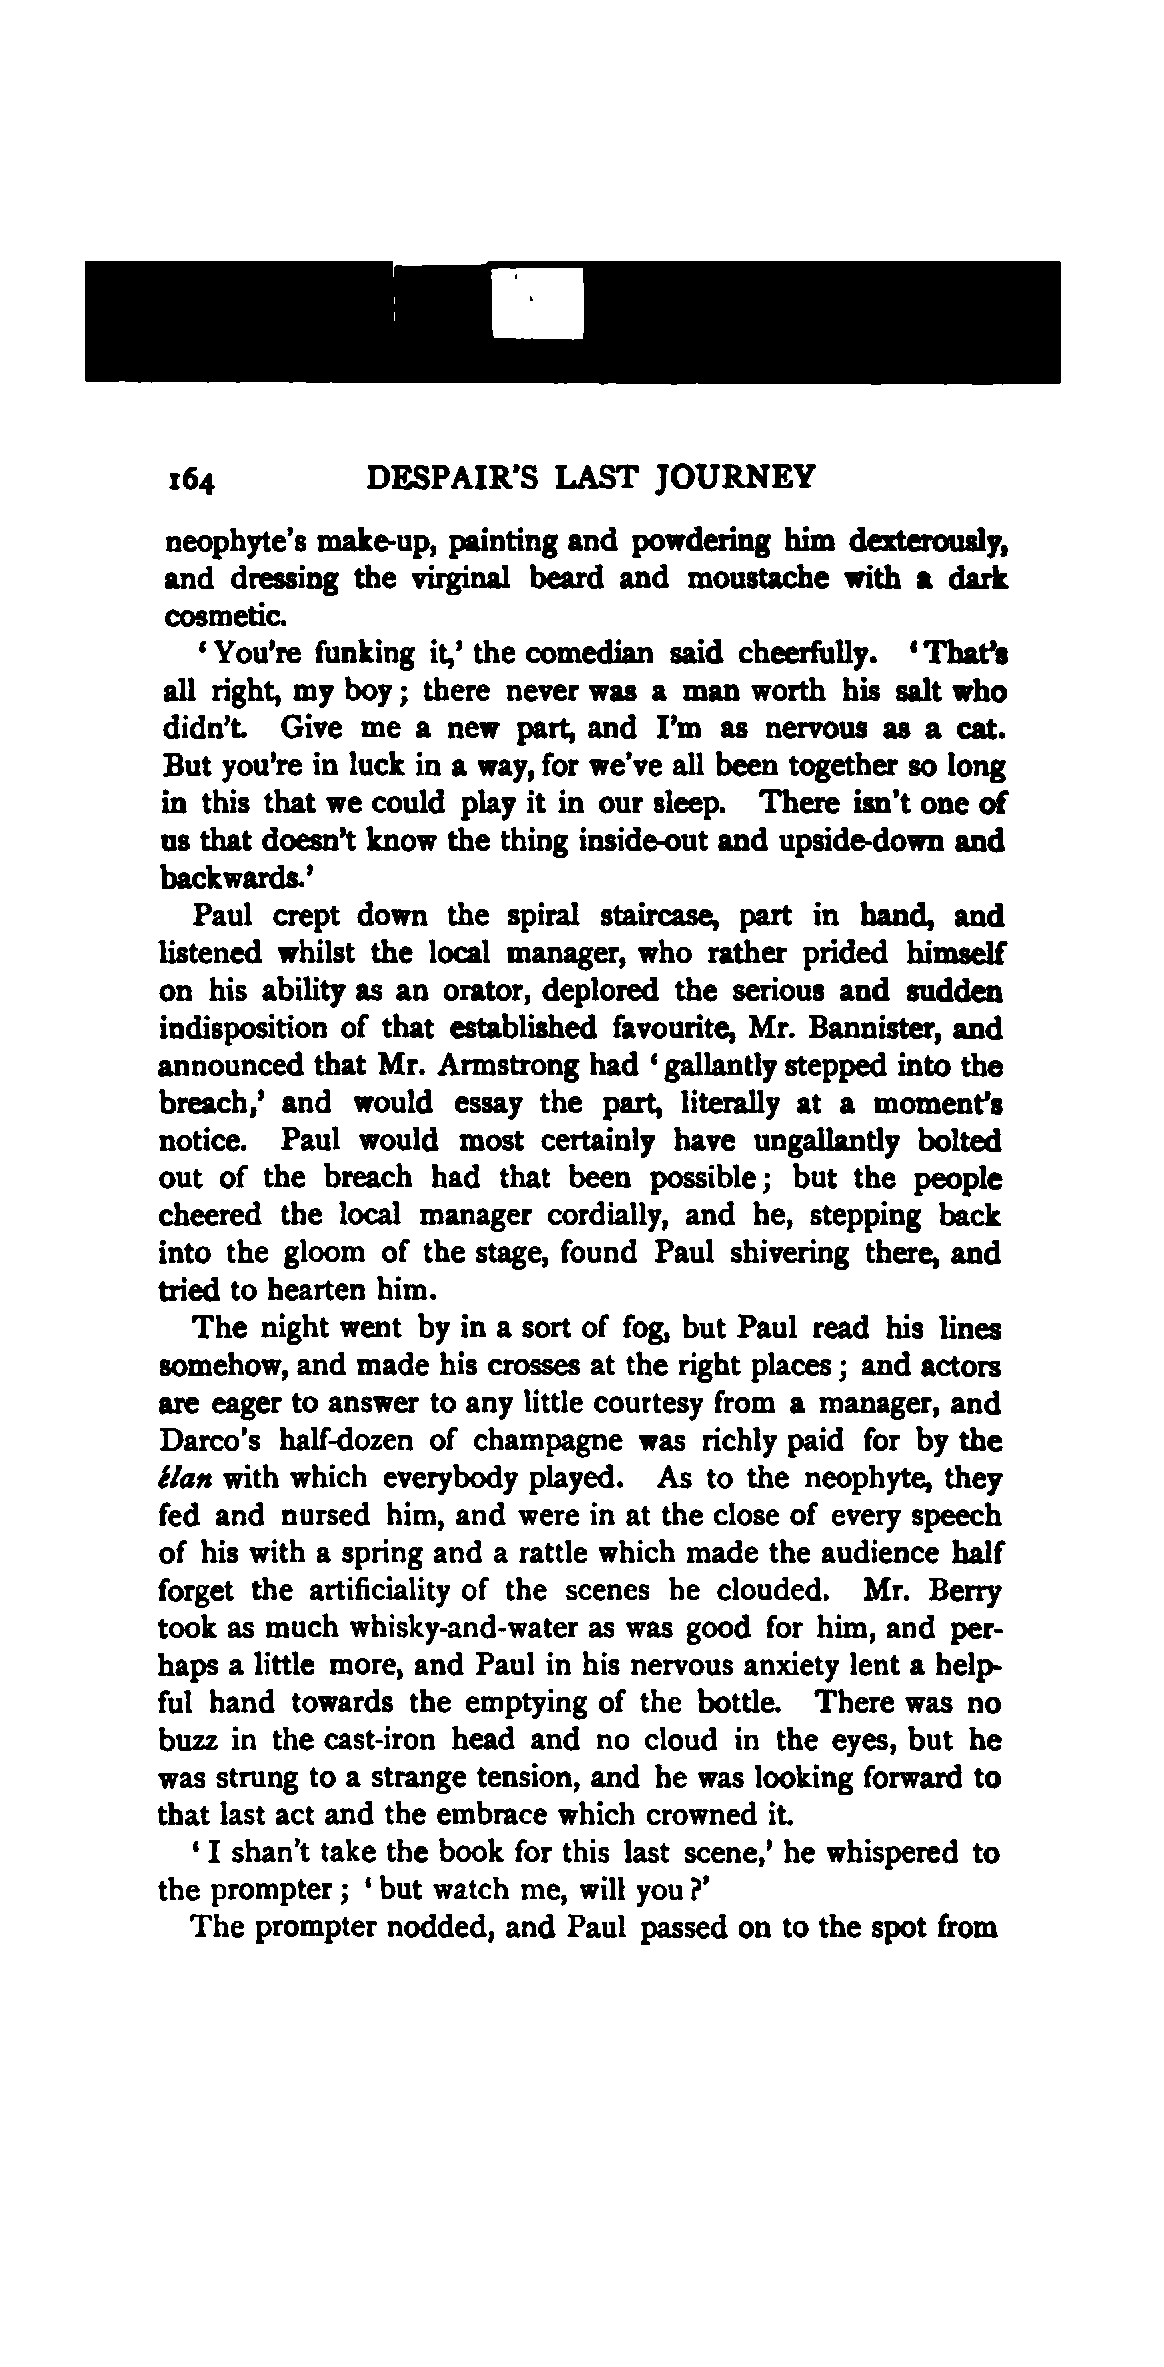 164 DESPAIR'S LAST JOURNEY
neophyte's make-up, painting and powdering him dexterously,
and dressing the virginal beard and moustache with a dark
cosmetic.
‘You're funking it,’ the comedian said cheerfully. ‘That's
all right, my boy; there never was a man worth his salt who
didn't. Give me a new part, and I'm as nervous as a cat.
But you're in luck in a way, for we've all been together so long
in this that we could play it in our sleep. There isn't one of
us that doesn't know the thing inside-out and upside-down and
backwards.’
Paul crept down the spiral staircase, part in hand, and
listened whilst the local manager, who rather prided himself
on his ability as an orator, deplored the serious and sudden
indisposition of that established favourite, Mr. Bannister, and
announced that Mr. Armstrong had ‘gallantly stepped into the
breach,’ and would essay the part, literally at a moment's
notice. Paul would most certainly have ungallantly bolted
out of the breach had that been possible; but the people
cheered the local manager cordially, and he, stepping back
into the gloom of the stage, found Paul shivering there, and
tried to hearten him.
The night went by in a sort of fog, but Paul read his lines
somehow, and made his crosses at the right places; and actors
are eager to answer to any little courtesy from a manager, and
Darco's half-dozen of champagne was richly paid for by the
élan with which everybody played. As to the neophyte, they
fed and nursed him, and were in at the close of every speech
of his with a spring and a rattle which made the audience half
forget the artificiality of the scenes he clouded. Mr. Berry
took as much whisky-and-water as was good for him, and per-
haps a little more, and Paul in his nervous anxiety lent a help-
ful hand towards the emptying of the bottle. There was no
buzz in the cast-iron head and no cloud in the eyes, but he
was strung to a strange tension, and he was looking forward to
that last act and the embrace which crowned it.
‘I shan't take the book for this last scene,’ he whispered to
the prompter; ‘but watch me, will you?’
The prompter nodded, and Paul passed on to the spot from